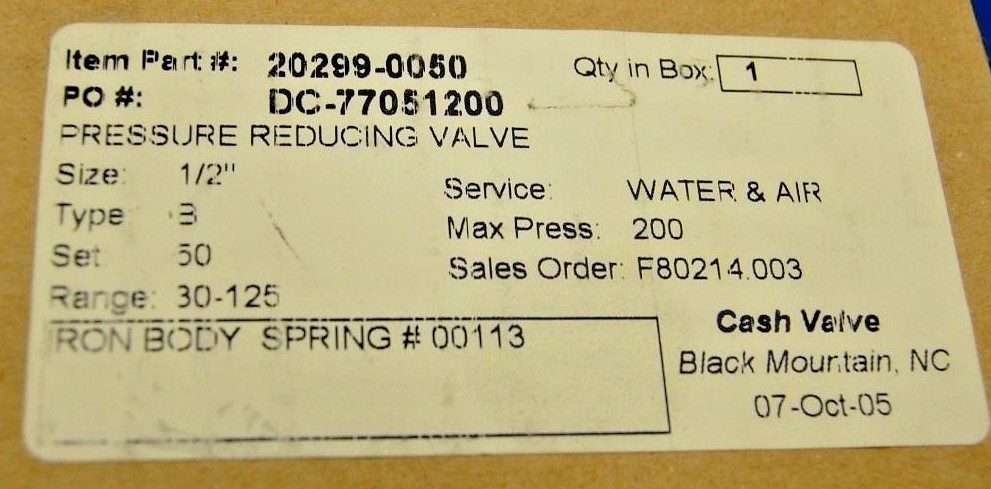 Item Part #: 20299-0050
Qty in Box: 1
PO #: DC-77051200
PRESSURE REDUCING VALVE
Size: 1/2"
Type B
Set 50
Range: 30-125
Service: WATER & AIR
Max Press: 200
Sales Order: F80214.003
IRON BODY SPRING # 00113
Cash Valve
Black Mountain, NC
07-Oct-05